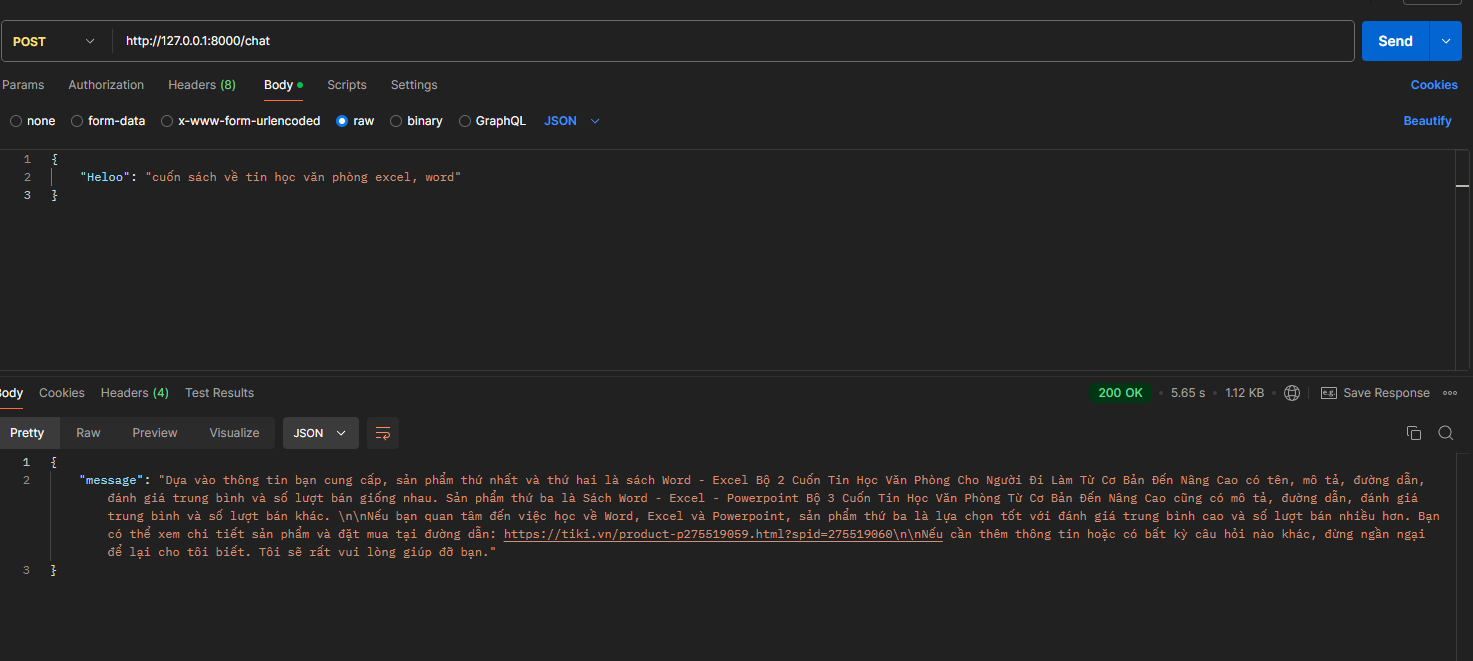 POST http://127.0.0.1:8000/chat Send
Params Authorization Headers (8) Body Scripts Settings Cookies
none form-data x-www-form-urlencoded raw binary GraphQL JSON Beautify
1 {
2 "Heloo": "cuốn sách về tin học văn phòng excel, word"
3 }
Body Cookies Headers (4) Test Results 200 OK 5.65 s 1.12 KB e.g. Save Response
Pretty Raw Preview Visualize JSON
1 {
2 "message": "Dựa vào thông tin bạn cung cấp, sản phẩm thứ nhất và thứ hai là sách Word - Excel Bộ 2 Cuốn Tin Học Văn Phòng Cho Người Đi Làm Từ Cơ Bản Đến Nâng Cao có tên, mô tả, đường dẫn,
đánh giá trung bình và số lượt bán giống nhau. Sản phẩm thứ ba là Sách Word - Excel - Powerpoint Bộ 3 Cuốn Tin Học Văn Phòng Từ Cơ Bản Đến Nâng Cao cũng có mô tả, đường dẫn, đánh giá
trung bình và số lượt bán khác. \n\nNếu bạn quan tâm đến việc học về Word, Excel và Powerpoint, sản phẩm thứ ba là lựa chọn tốt với đánh giá trung bình cao và số lượt bán nhiều hơn. Bạn
có thể xem chi tiết sản phẩm và đặt mua tại đường dẫn: https://tiki.vn/product-p275519059.html?spid=275519060\n\nNếu cần thêm thông tin hoặc có bất kỳ câu hỏi nào khác, đừng ngần ngại
để lại cho tôi biết. Tôi sẽ rất vui lòng giúp đỡ bạn."
3 }